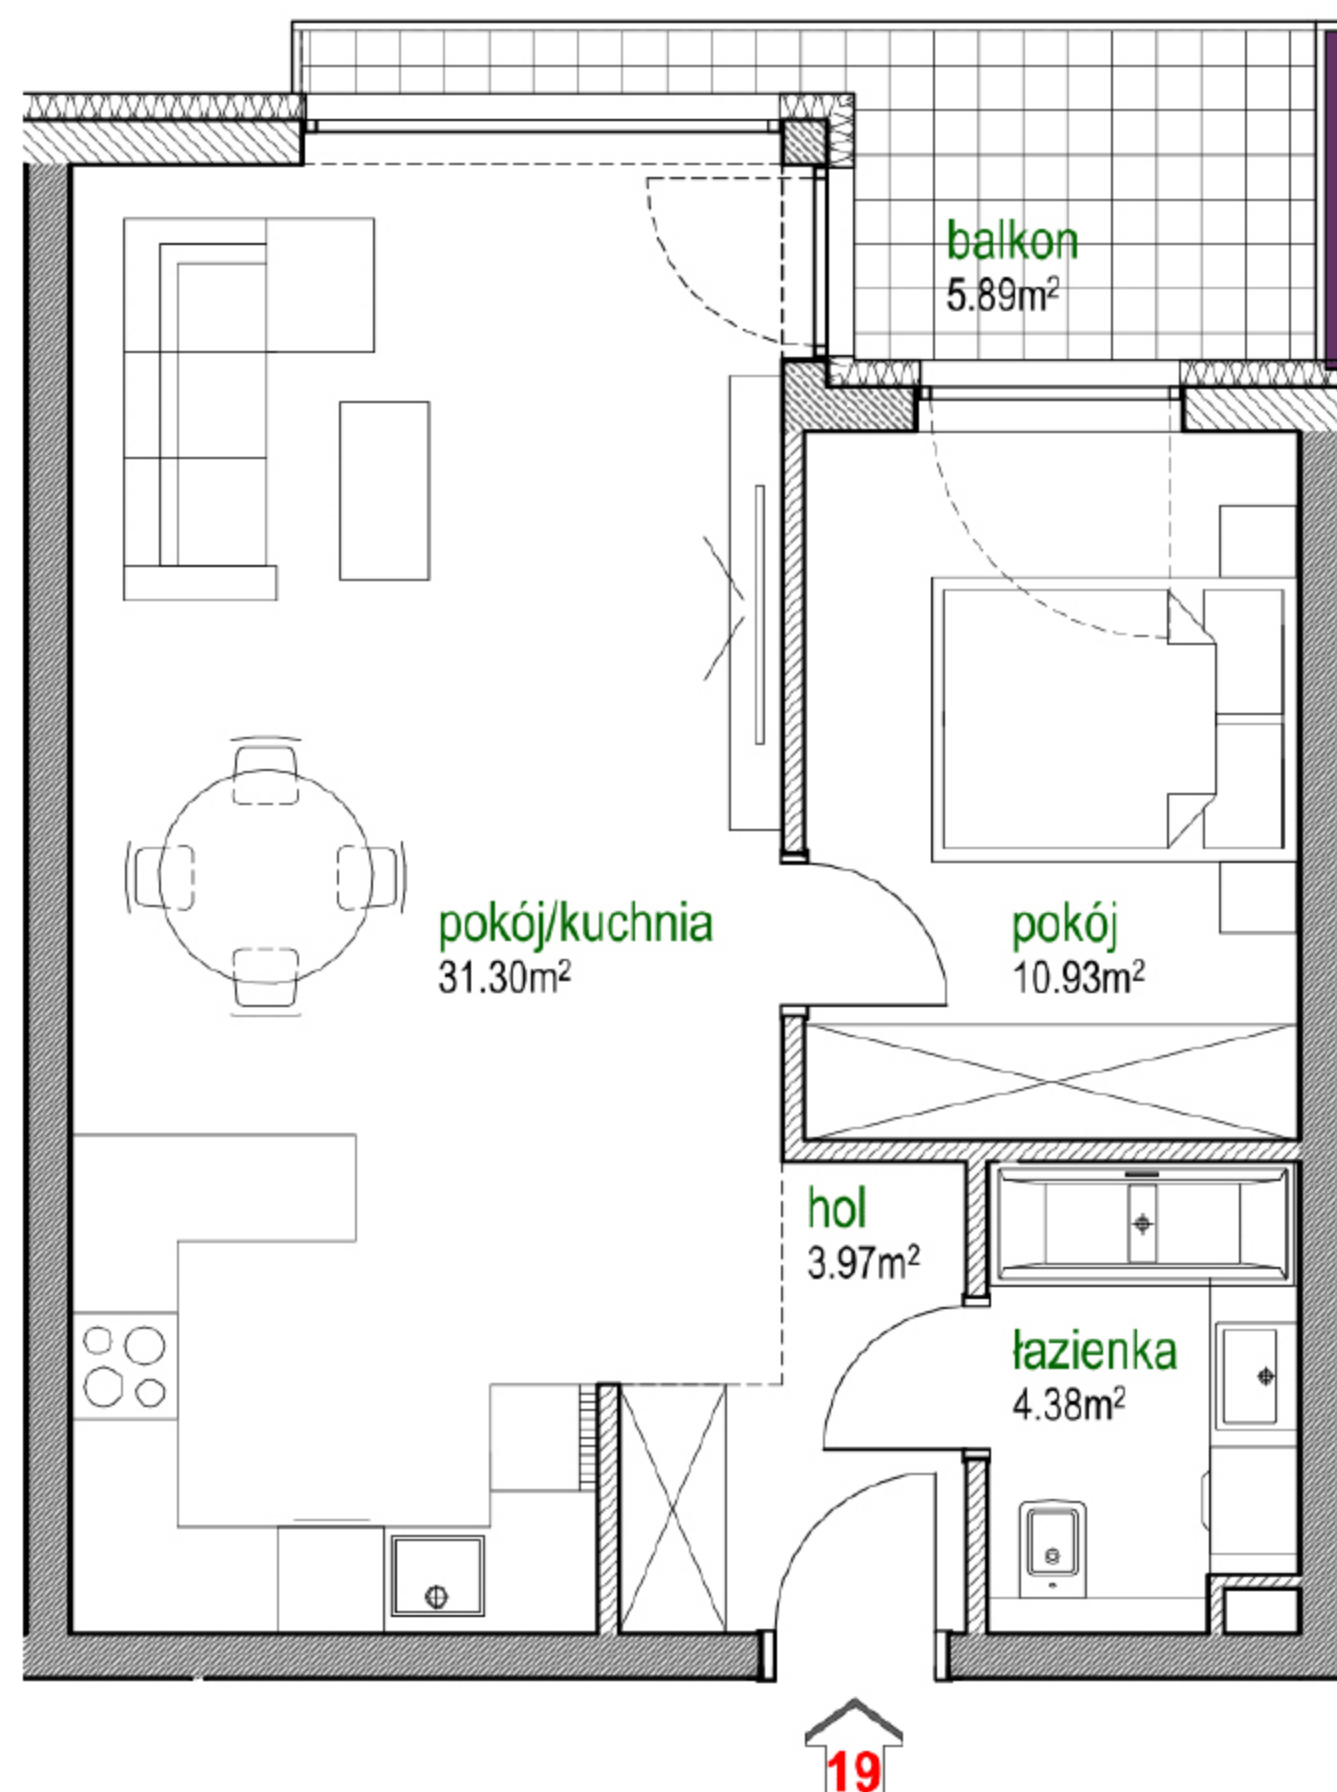 balkon
5.89m²
pokój/kuchnia
31.30m²
pokój
10.93m²
hol
3.97m²
łazienka
4.38m²
19